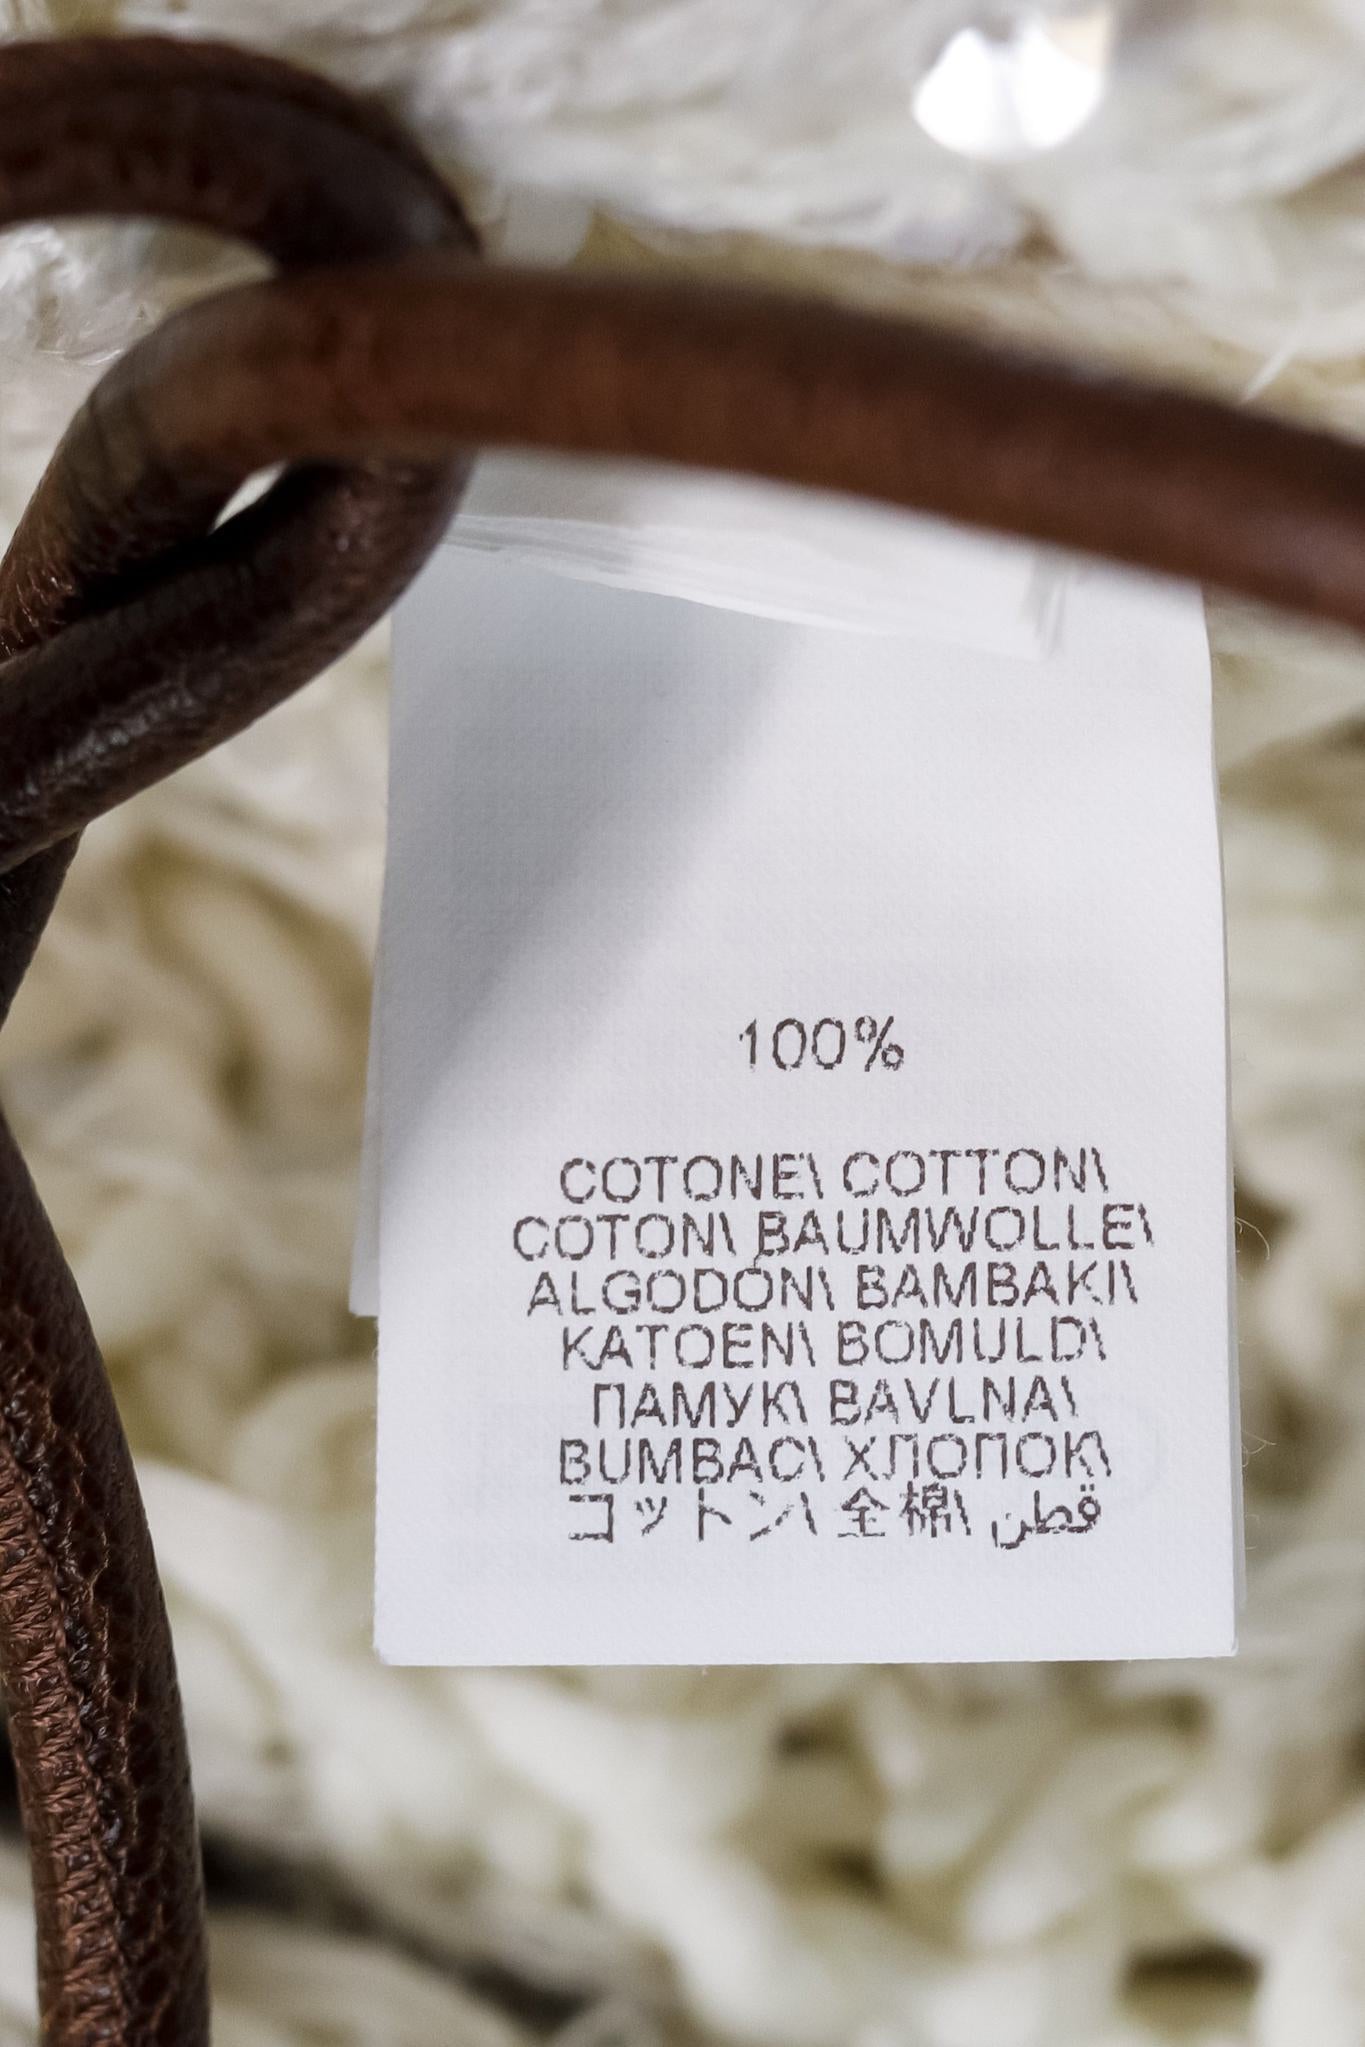 100%
COTONE\ COTTON\
COTON\ BAUMWOLLE\
ALGODÓN\ BAMBAKI\
KATOEN\ BOMULD\
ПАМУК\ BAVLNA\
BUMBAC\ ХЛОПОК\
コットン\ 全棉\ قطن